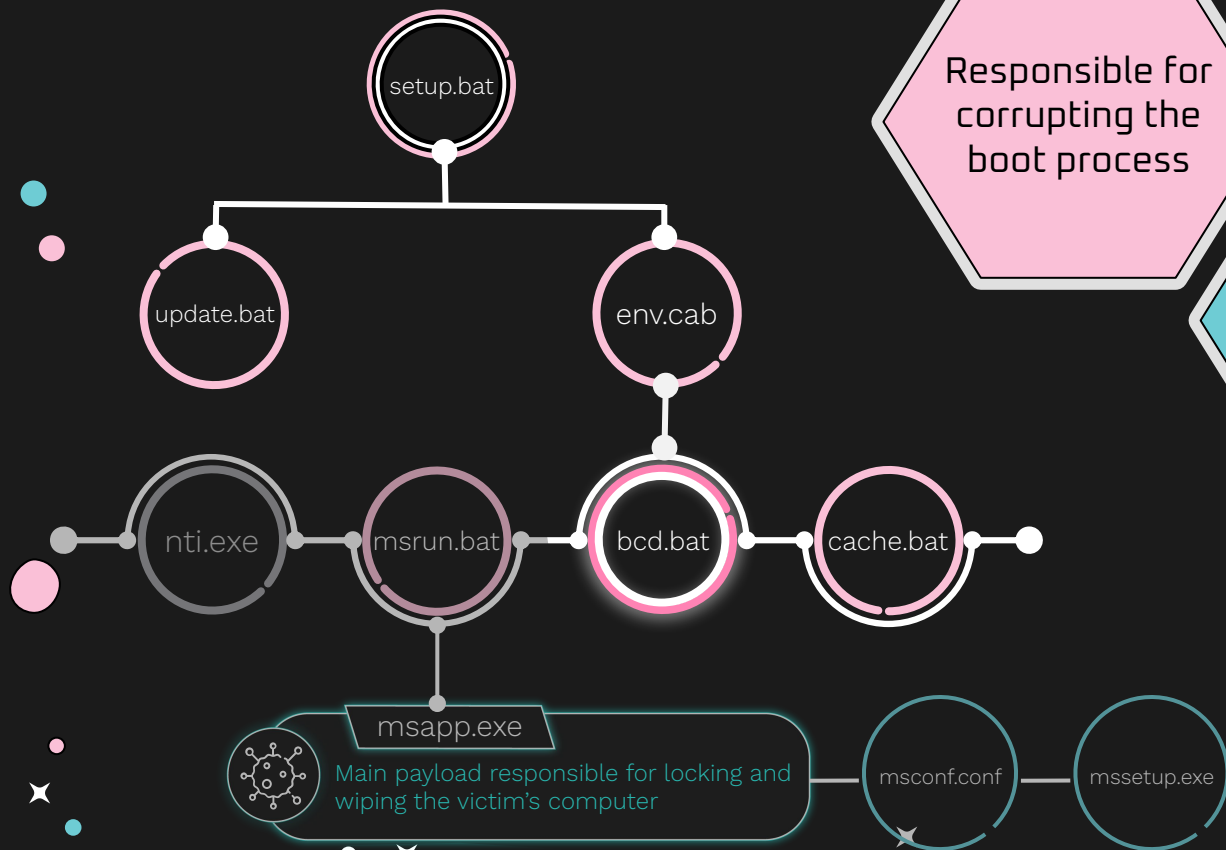 setup.bat
Responsible for
corrupting the
boot process
update.bat
env.cab
nti.exe
msrun.bat
bcd.bat
cache.bat
msapp.exe
Main payload responsible for locking and
wiping the victim’s computer
msconf.conf
mssetup.exe